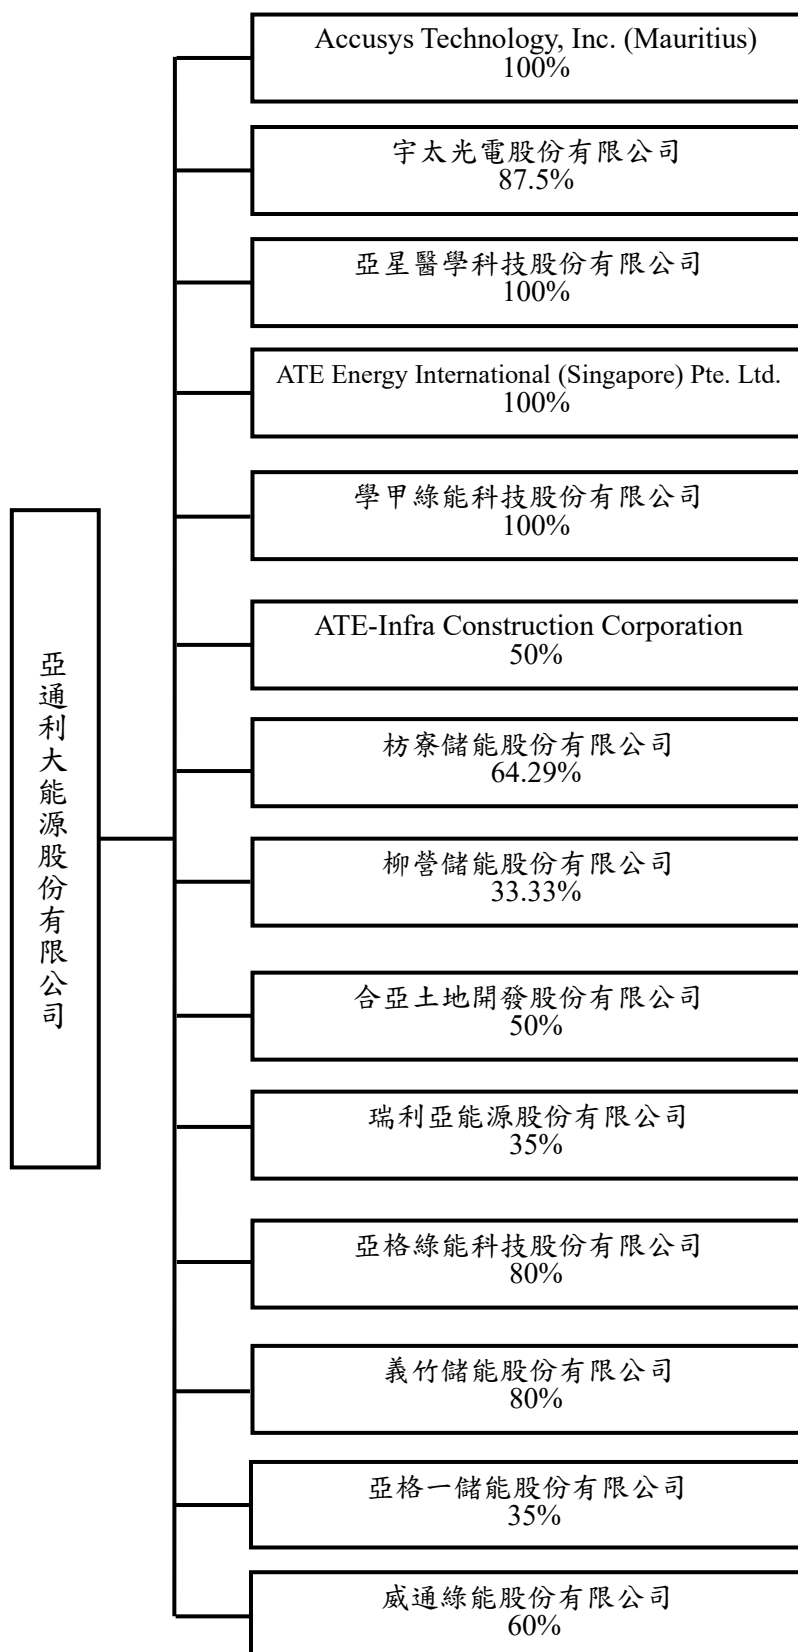 亞通利大能源股份有限公司
Accusys Technology, Inc. (Mauritius)
100%
宇太光電股份有限公司
87.5%
亞星醫學科技股份有限公司
100%
ATE Energy International (Singapore) Pte. Ltd.
100%
學甲綠能科技股份有限公司
100%
ATE-Infra Construction Corporation
50%
枋寮儲能股份有限公司
64.29%
柳營儲能股份有限公司
33.33%
合亞土地開發股份有限公司
50%
瑞利亞能源股份有限公司
35%
亞格綠能科技股份有限公司
80%
義竹儲能股份有限公司
80%
亞格一儲能股份有限公司
35%
威通綠能股份有限公司
60%